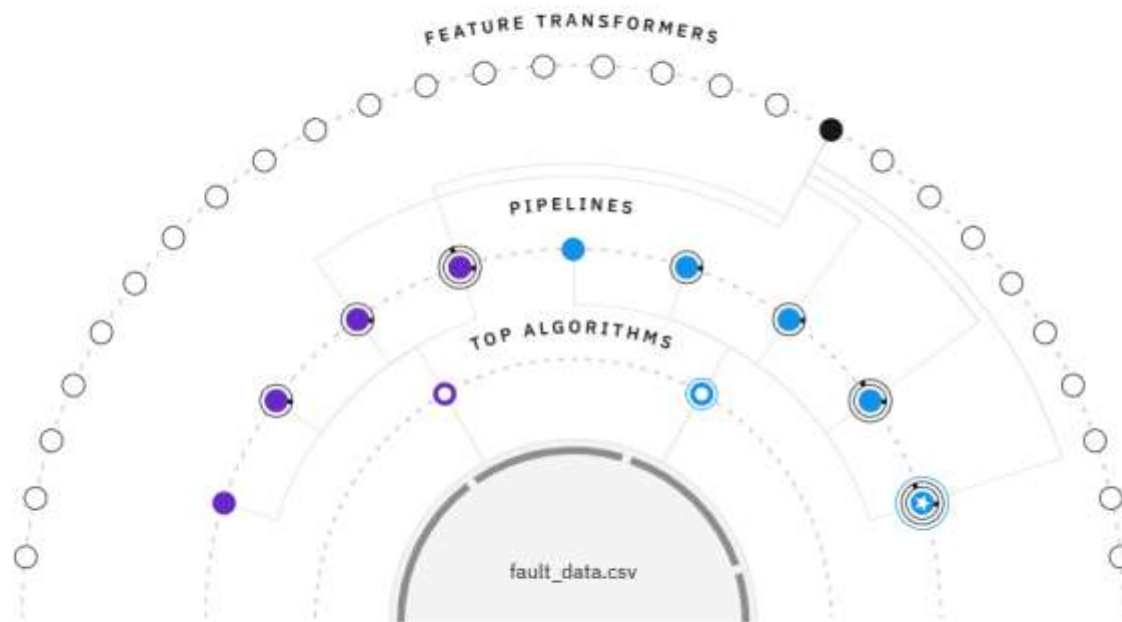 FEATURE TRANSFORMERS
PIPELINES
TOP ALGORITHMS
fault_data.csv